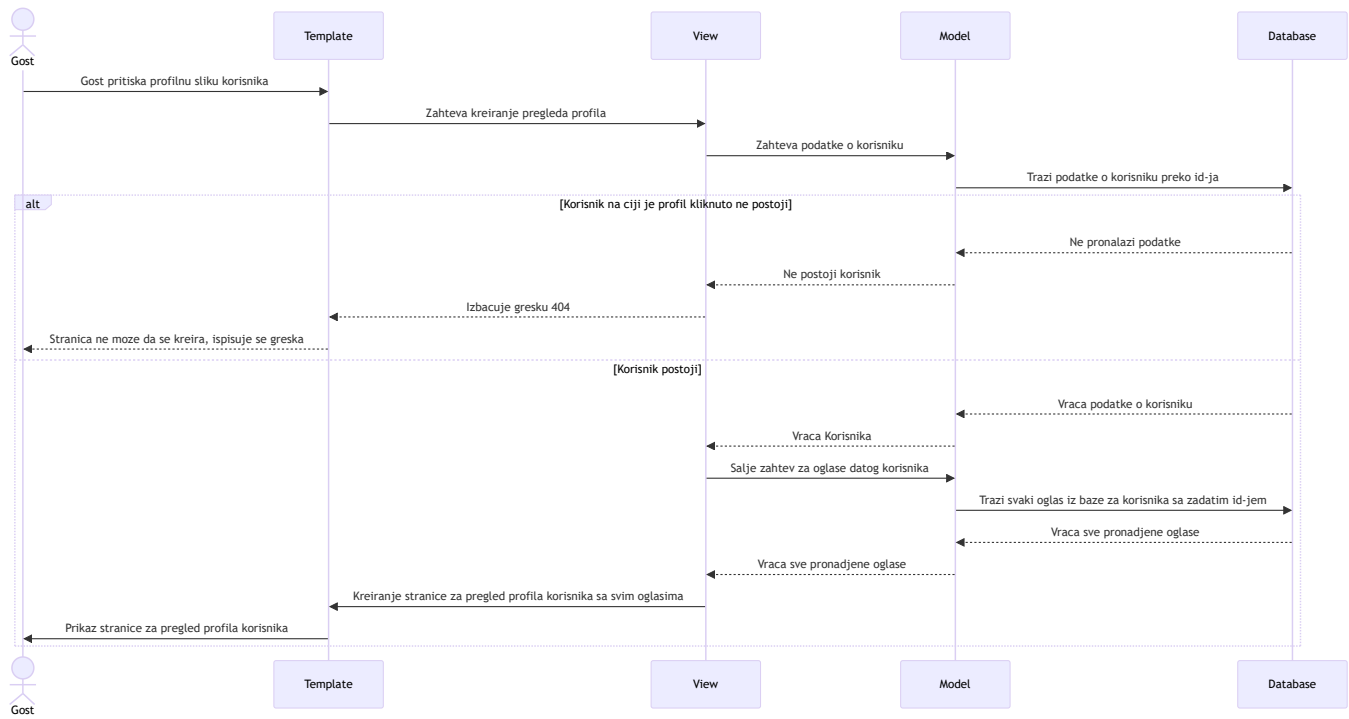 Gost
Template
View
Model
Database
Gost pritiska profilnu sliku korisnika
Zahteva kreiranje pregleda profila
Zahteva podatke o korisniku
Trazi podatke o korisniku preko id-ja
alt
[Korisnik na ciji je profil kliknuto ne postoji]
Ne pronalazi podatke
Ne postoji korisnik
Izbacuje gresku 404
Stranica ne moze da se kreira, ispisuje se greska
[Korisnik postoji]
Vraca podatke o korisniku
Vraca Korisnika
Salje zahtev za oglase datog korisnika
Trazi svaki oglas iz baze za korisnika sa zadatim id-jem
Vraca sve pronadjene oglase
Vraca sve pronadjene oglase
Kreiranje stranice za pregled profila korisnika sa svim oglasima
Prikaz stranice za pregled profila korisnika
Gost
Template
View
Model
Database